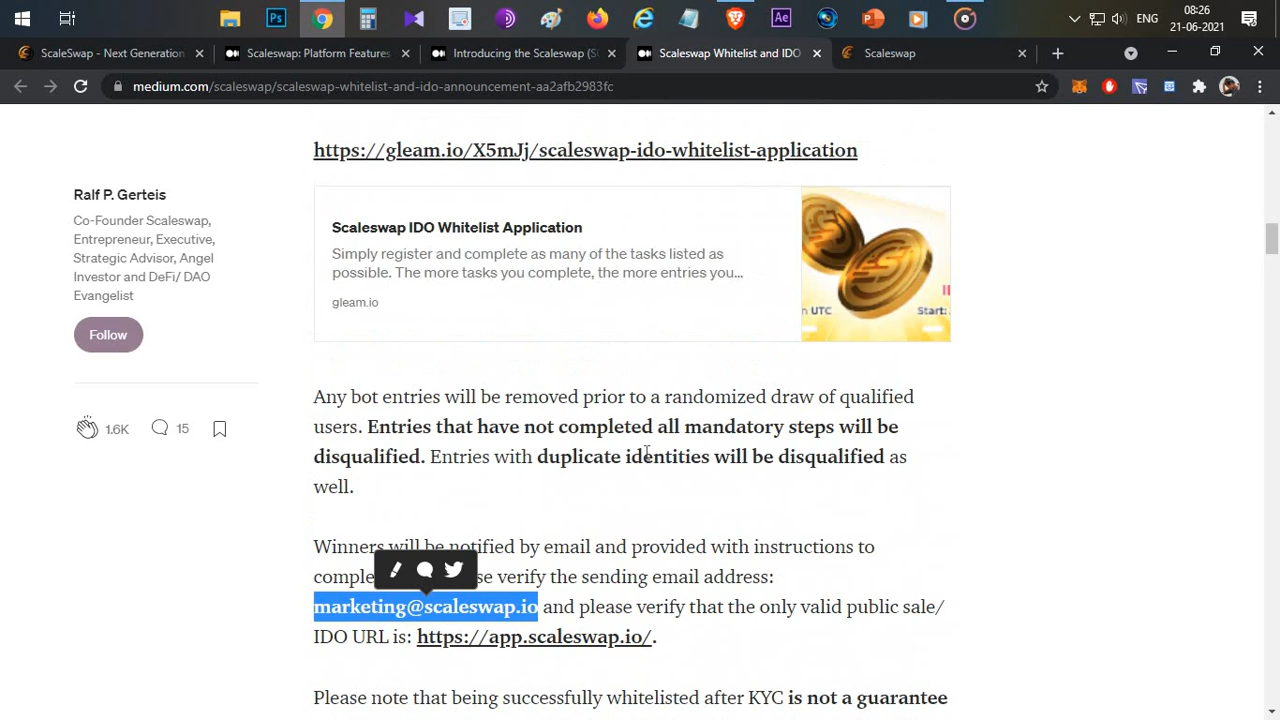 08:26
ENG
21-06-2021
ScaleSwap - Next Generation
Scaleswap: Platform Features,
Introducing the Scaleswap (SC
Scaleswap Whitelist and IDO
Scaleswap
medium.com/scaleswap/scaleswap-whitelist-and-ido-announcement-aa2afb2983fc
https://gleam.io/X5mJj/scaleswap-ido-whitelist-application
Ralf P. Gerteis
Co-Founder Scaleswap,
Entrepreneur, Executive,
Strategic Advisor, Angel
Investor and DeFi/ DAO
Evangelist
Follow
1.6K
15
Scaleswap IDO Whitelist Application
Simply register and complete as many of the tasks listed as
possible. The more tasks you complete, the more entries you...
gleam.io
UTC
Start:
Any bot entries will be removed prior to a randomized draw of qualified
users. Entries that have not completed all mandatory steps will be
disqualified. Entries with duplicate identities will be disqualified as
well.
Winners will be notified by email and provided with instructions to
comple se verify the sending email address:
marketing@scaleswap.io and please verify that the only valid public sale/
IDO URL is: https://app.scaleswap.io/.
Please note that being successfully whitelisted after KYC is not a guarantee